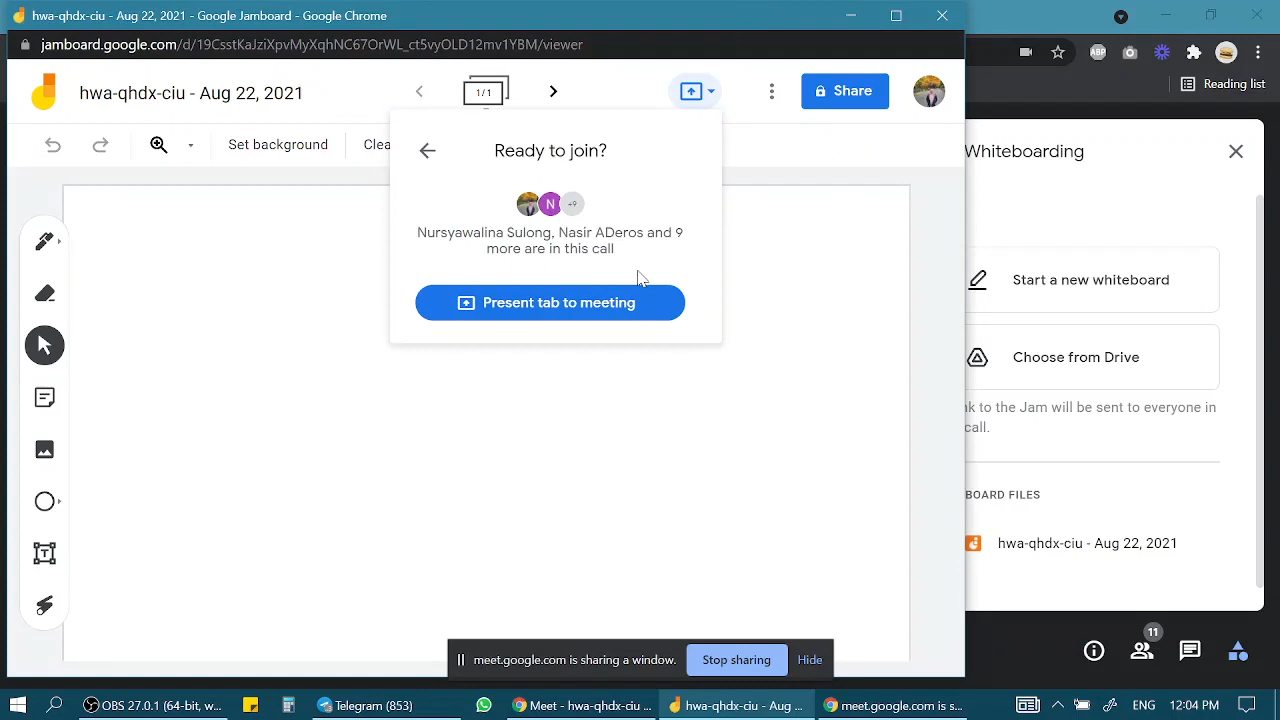 hwa-qhdx-ciu - Aug 22, 2021 - Google Jamboard - Google Chrome
jamboard.google.com/d/19CsstKaJziXpvMyXqhNC67OrWL_ct5vyOLD12mv1YBM/viewer
ABP
Reading list
hwa-qhdx-ciu - Aug 22, 2021
1/1
Share
Set background
Clea
Ready to join?
N
+9
Nursyawalina Sulong, Nasir ADeros and 9
more are in this call
Present tab to meeting
Whiteboarding
Start a new whiteboard
Choose from Drive
nk to the Jam will be sent to everyone in
call.
BOARD FILES
hwa-qhdx-ciu - Aug 22, 2021
T
11
meet.google.com is sharing a window.
Stop sharing
Hide
OBS 27.0.1 (64-bit, w...
Telegram (853)
Meet - hwa-qhdx-ciu ...
hwa-qhdx-ciu - Aug ...
meet.google.com is s...
ENG
12:04 PM